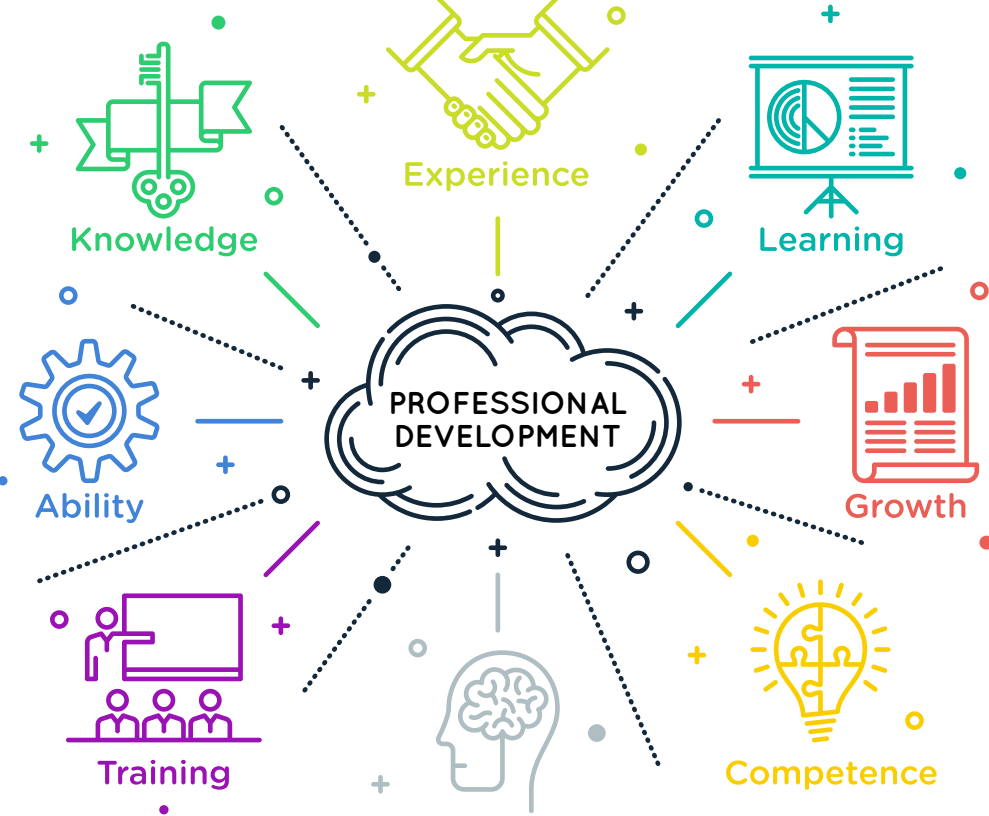 Experience
Knowledge
Learning
PROFESSIONAL
DEVELOPMENT
Ability
Growth
Training
Competence